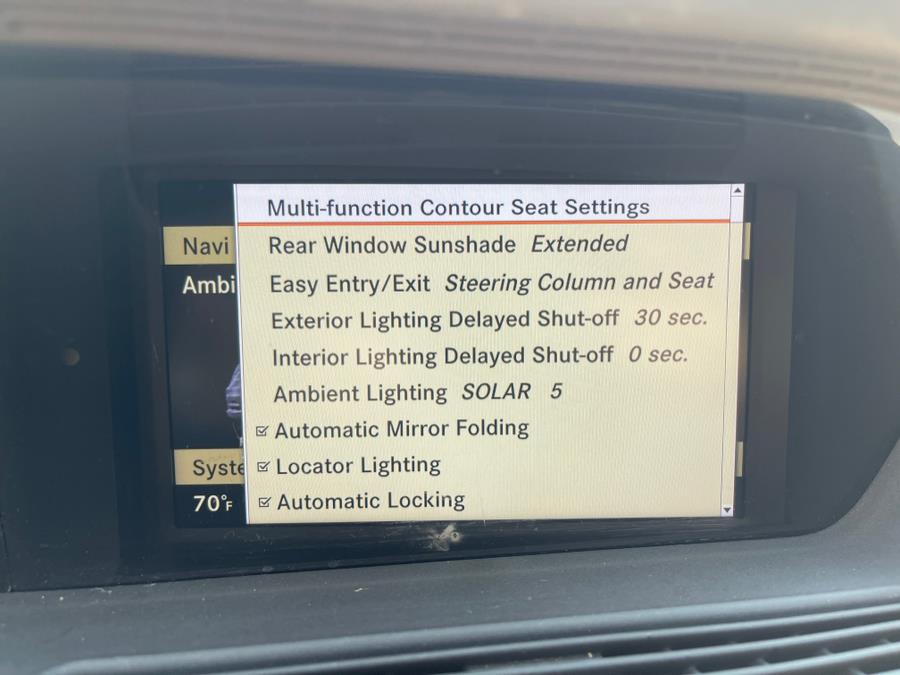 Multi-function Contour Seat Settings
Navi
Rear Window Sunshade Extended
Ambi
Easy Entry/Exit Steering Column and Seat
Exterior Lighting Delayed Shut-off 30 sec.
Interior Lighting Delayed Shut-off 0 sec.
Ambient Lighting SOLAR 5
Automatic Mirror Folding
Syste
Locator Lighting
70°F
Automatic Locking